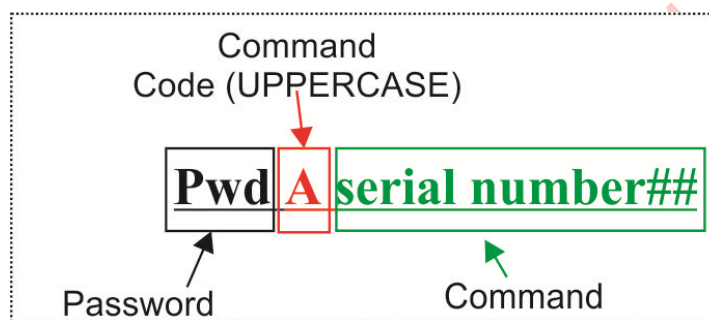 Command
Code (UPPERCASE)
Pwd A serial number##
Password
Command